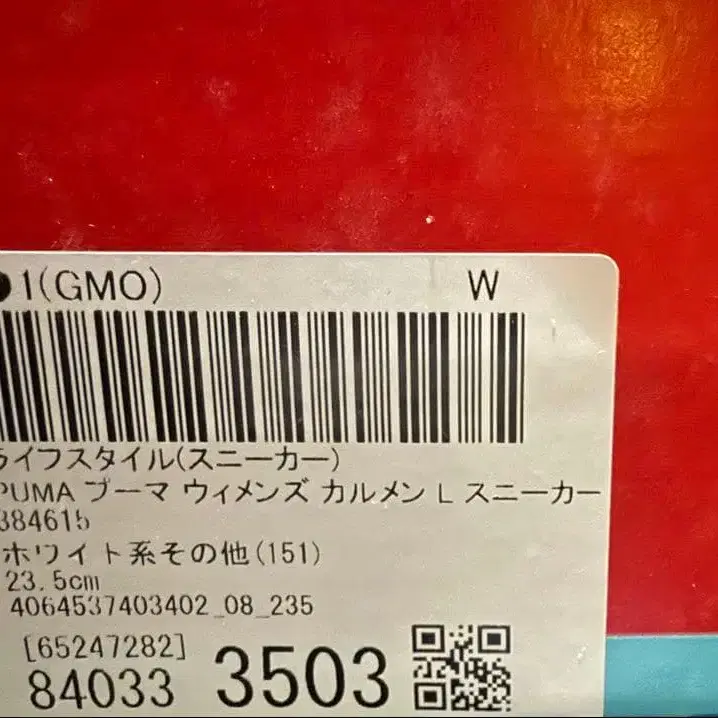 1(GMO) W
ライフスタイル(スニーカー)
PUMA プーマ ウィメンズ カルメン L スニーカー
384615
ホワイト系その他(151)
23.5cm
4064537403402_08_235
[65247282]
84033 3503